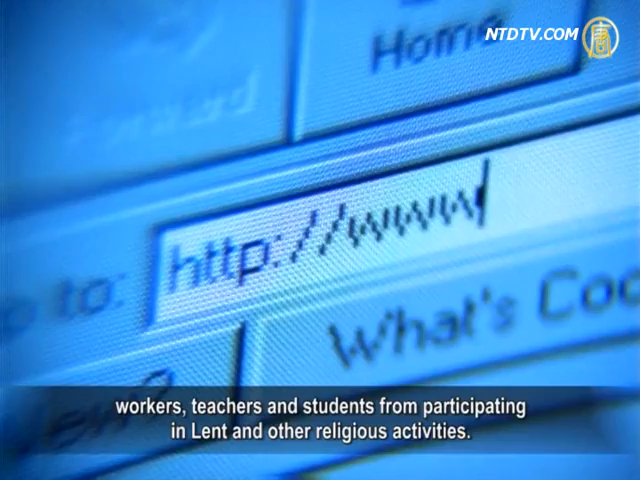 NTDTV.COM
Home
http://www
to:
What's Coo
workers, teachers and students from participating
in Lent and other religious activities.